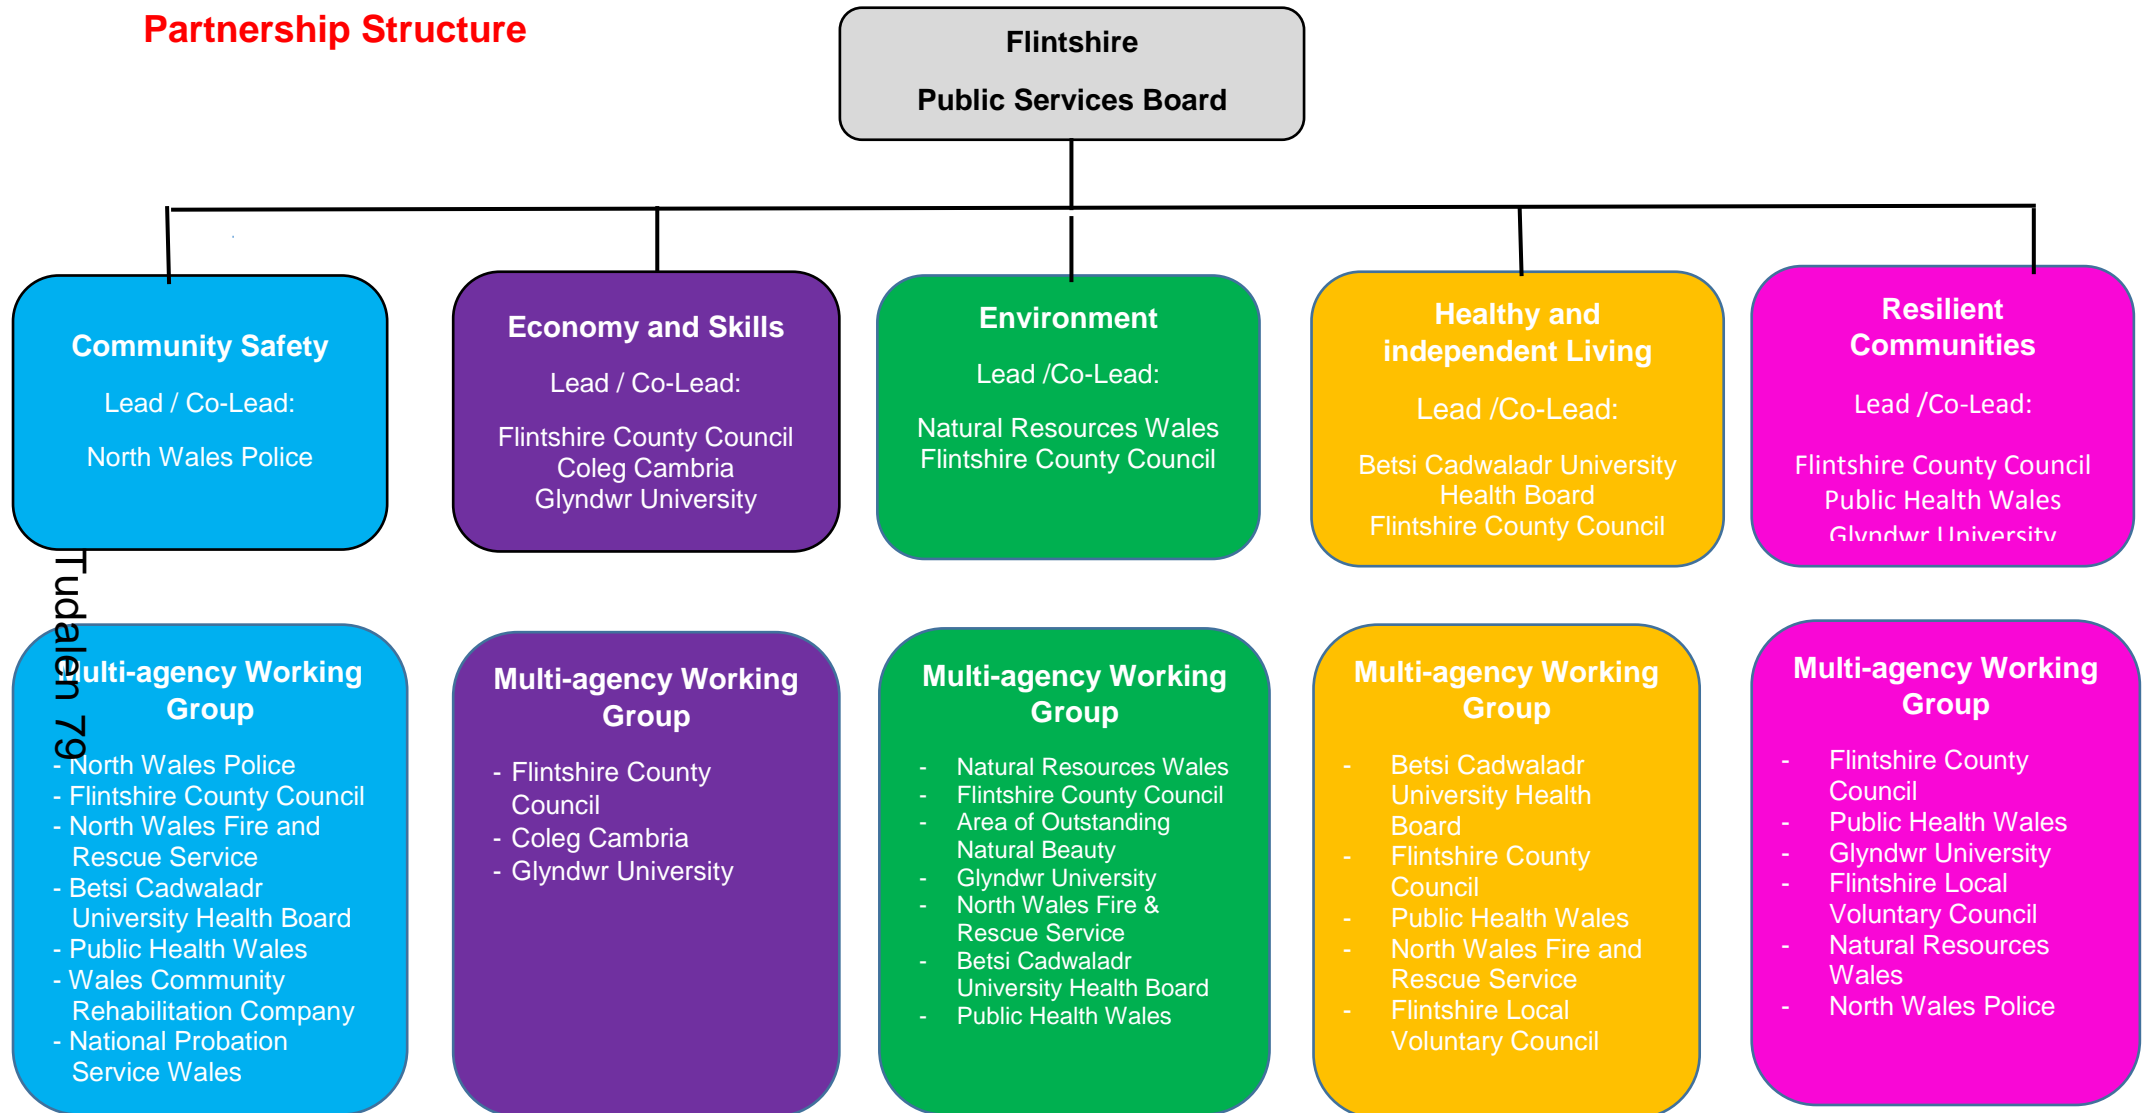 Partnership Structure
Flintshire
Public Services Board
Community Safety
Lead / Co-Lead:
North Wales Police
Economy and Skills
Lead / Co-Lead:
Flintshire County Council
Coleg Cambria
Glyndwr University
Environment
Lead /Co-Lead:
Natural Resources Wales
Flintshire County Council
Healthy and
independent Living
Lead /Co-Lead:
Betsi Cadwaladr University
Health Board
Flintshire County Council
Resilient
Communities
Lead /Co-Lead:
Flintshire County Council
Public Health Wales
Glyndwr University
Tudalen 79
Multi-agency Working
Group
- North Wales Police
- Flintshire County Council
- North Wales Fire and
Rescue Service
- Betsi Cadwaladr
University Health Board
- Public Health Wales
- Wales Community
Rehabilitation Company
- National Probation
Service Wales
Multi-agency Working
Group
- Flintshire County
Council
- Coleg Cambria
- Glyndwr University
Multi-agency Working
Group
- Natural Resources Wales
- Flintshire County Council
- Area of Outstanding
Natural Beauty
- Glyndwr University
- North Wales Fire &
Rescue Service
- Betsi Cadwaladr
University Health Board
- Public Health Wales
Multi-agency Working
Group
- Betsi Cadwaladr
University Health
Board
- Flintshire County
Council
- Public Health Wales
- North Wales Fire and
Rescue Service
- Flintshire Local
Voluntary Council
Multi-agency Working
Group
- Flintshire County
Council
- Public Health Wales
- Glyndwr University
- Flintshire Local
Voluntary Council
- Natural Resources
Wales
- North Wales Police